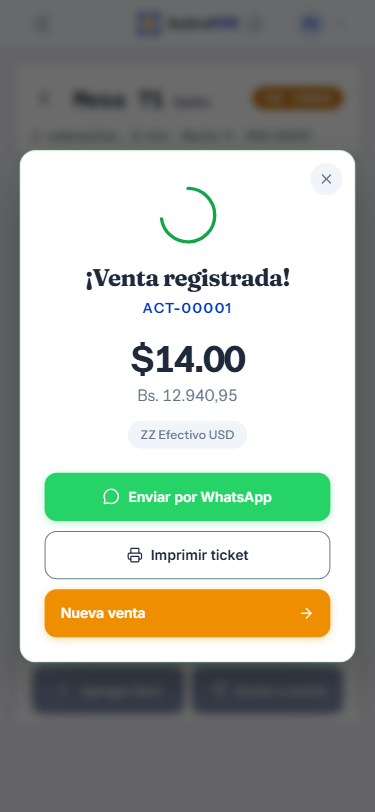 ¡Venta registrada!
ACT-00001
$14.00
Bs. 12.940,95
ZZ Efectivo USD
Enviar por WhatsApp
Imprimir ticket
Nueva venta